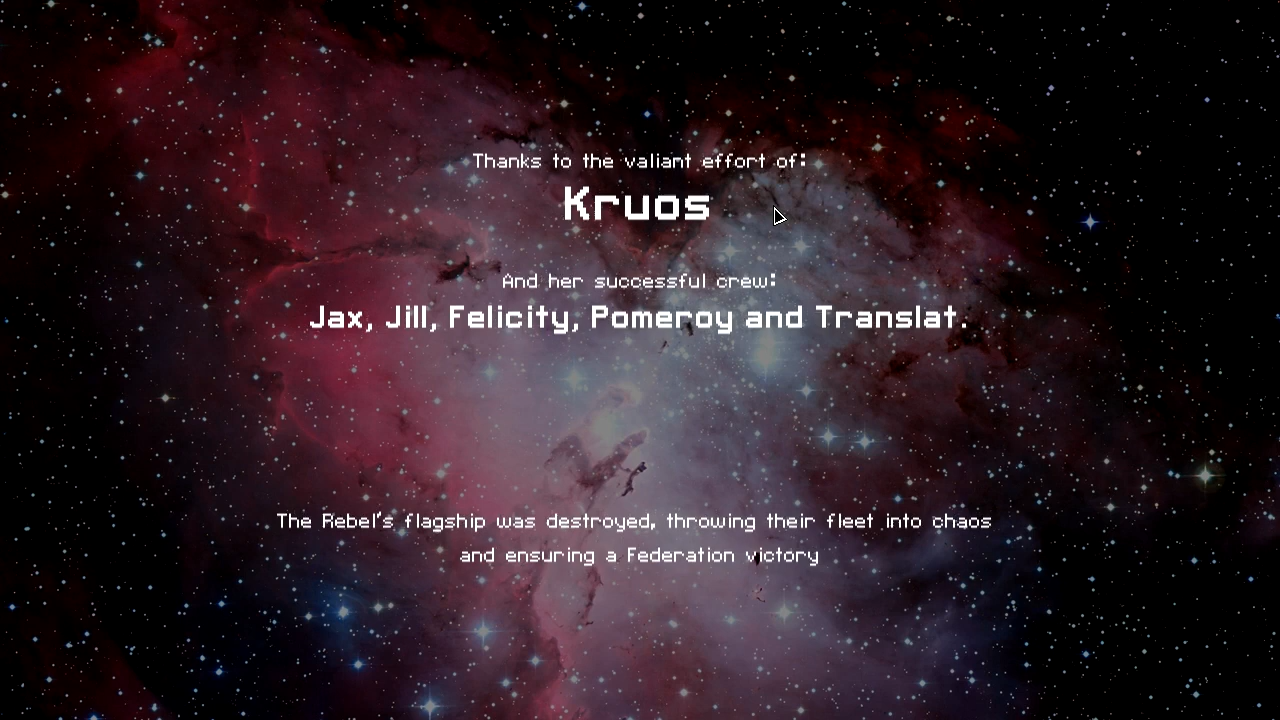 Thanks to the valiant effort of:
Kruos
And her successful crew:
Jax, Jill, Felicity, Pomeroy and Translat.
The Rebel's flagship was destroyed, throwing their fleet into chaos
and ensuring a Federation victory